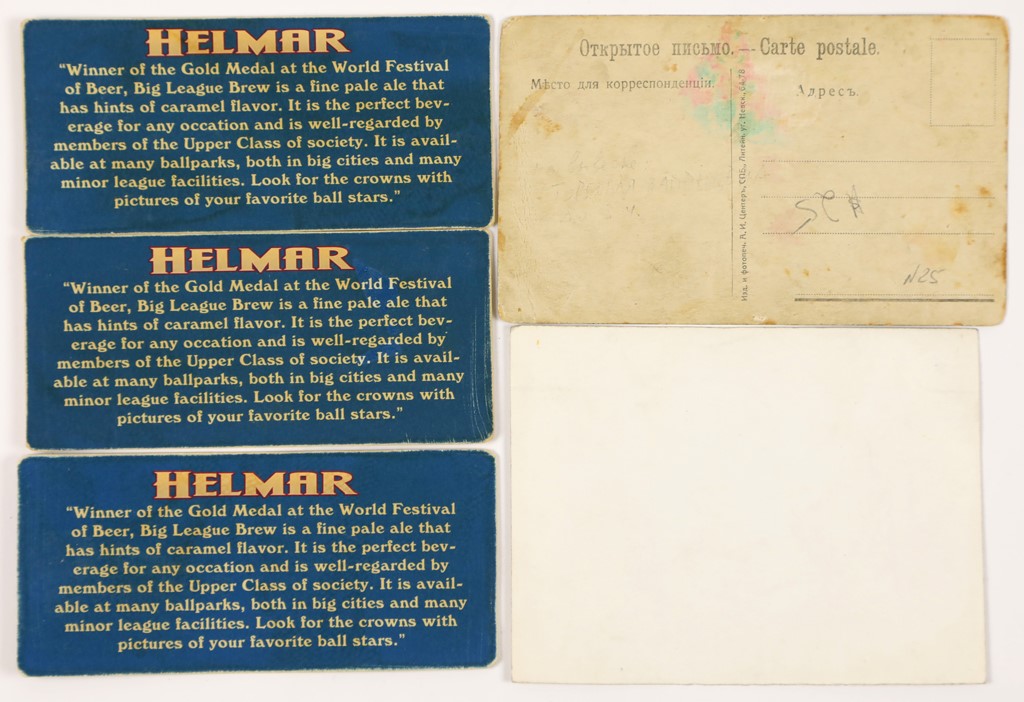 HELMAR
"Winner of the Gold Medal at the World Festival
of Beer, Big League Brew is a fine pale ale that
has hints of caramel flavor. It is the perfect bev-
erage for any occation and is well-regarded by
members of the Upper Class of society. It is avail-
able at many ballparks, both in big cities and many
minor league facilities. Look for the crowns with
pictures of your favorite ball stars."
HELMAR
"Winner of the Gold Medal at the World Festival
of Beer, Big League Brew is a fine pale ale that
has hints of caramel flavor. It is the perfect bev-
erage for any occation and is well-regarded by
members of the Upper Class of society. It is avail-
able at many ballparks, both in big cities and many
minor league facilities. Look for the crowns with
pictures of your favorite ball stars."
HELMAR
"Winner of the Gold Medal at the World Festival
of Beer, Big League Brew is a fine pale ale that
has hints of caramel flavor. It is the perfect bev-
erage for any occation and is well-regarded by
members of the Upper Class of society. It is avail-
able at many ballparks, both in big cities and many
minor league facilities. Look for the crowns with
pictures of your favorite ball stars."
Открытое письмо. — Carte postale.
Мѣсто для корреспонденціи.
Адресъ.
Изд. и фототип. А. И. Центеръ, СПБ.,
N25